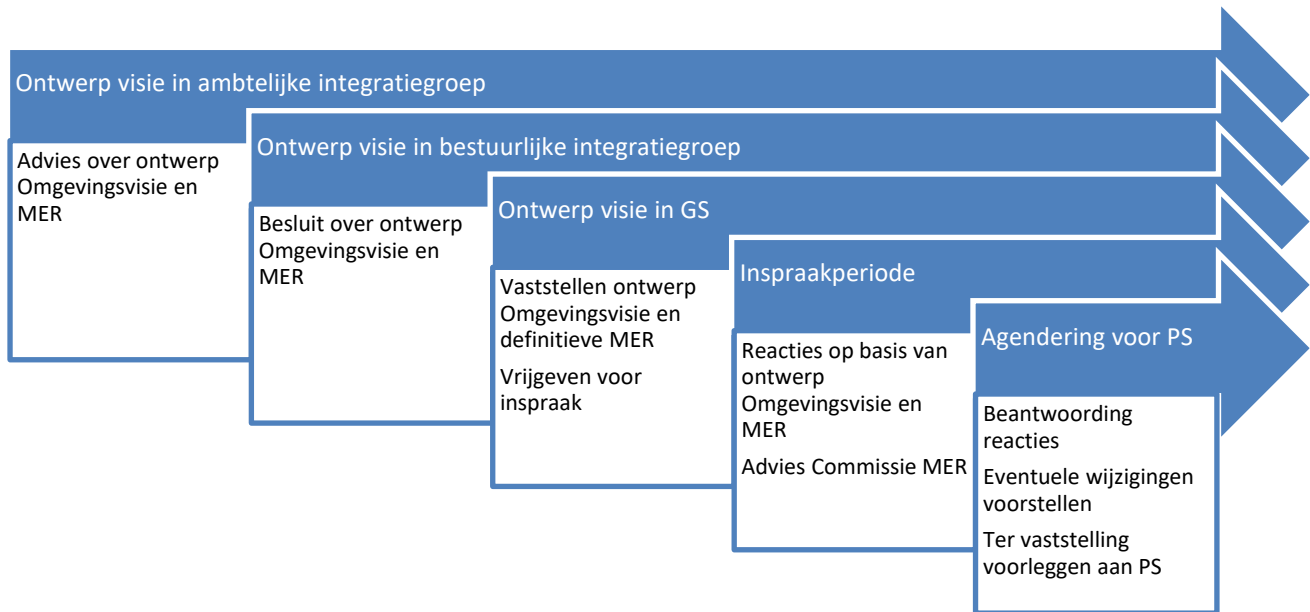 Ontwerp visie in ambtelijke integratiegroep
Advies over ontwerp
Omgevingsvisie en
MER
Ontwerp visie in bestuurlijke integratiegroep
Besluit over ontwerp
Omgevingsvisie en
MER
Ontwerp visie in GS
Vaststellen ontwerp
Omgevingsvisie en
definitieve MER
Vrijgeven voor
inspraak
Inspraakperiode
Reacties op basis van
ontwerp
Omgevingsvisie en
MER
Advies Commissie MER
Agendering voor PS
Beantwoording
reacties
Eventuele wijzigingen
voorstellen
Ter vaststelling
voorleggen aan PS